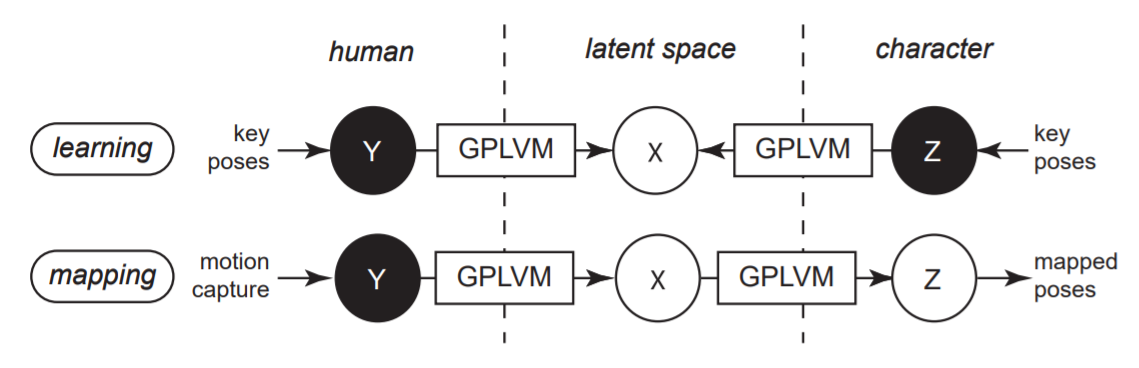 human
latent space
character
learning
key
poses
Y
GPLVM
X
GPLVM
Z
key
poses
mapping
motion
capture
Y
GPLVM
X
GPLVM
Z
mapped
poses